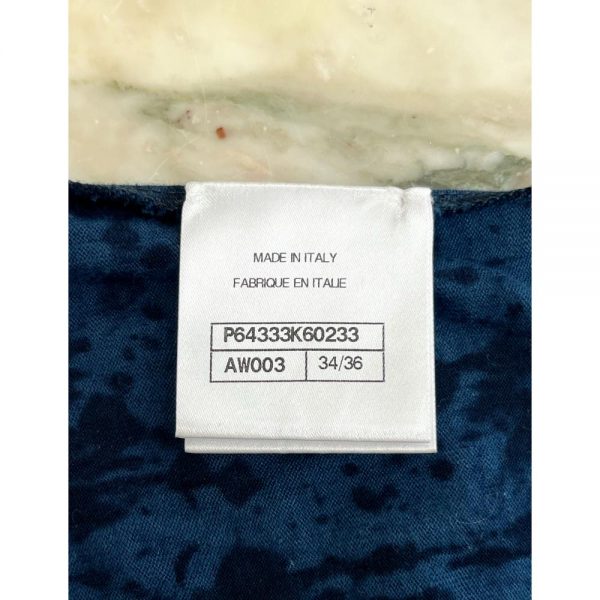 MADE IN ITALY
FABRIQUE EN ITALIE
P64333K60233
AW003 34/36